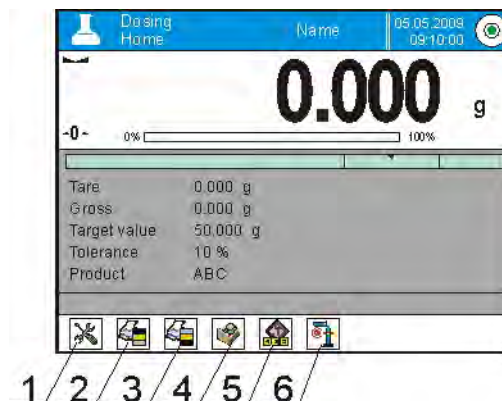 Dosing Name 05.05.2009
Home 09:10:00
0.000 g
-0- 0% 100%
Tare 0.000 g
Gross 0.000 g
Target value 50.000 g
Tolerance 10 %
Product ABC
1 2 3 4 5 6